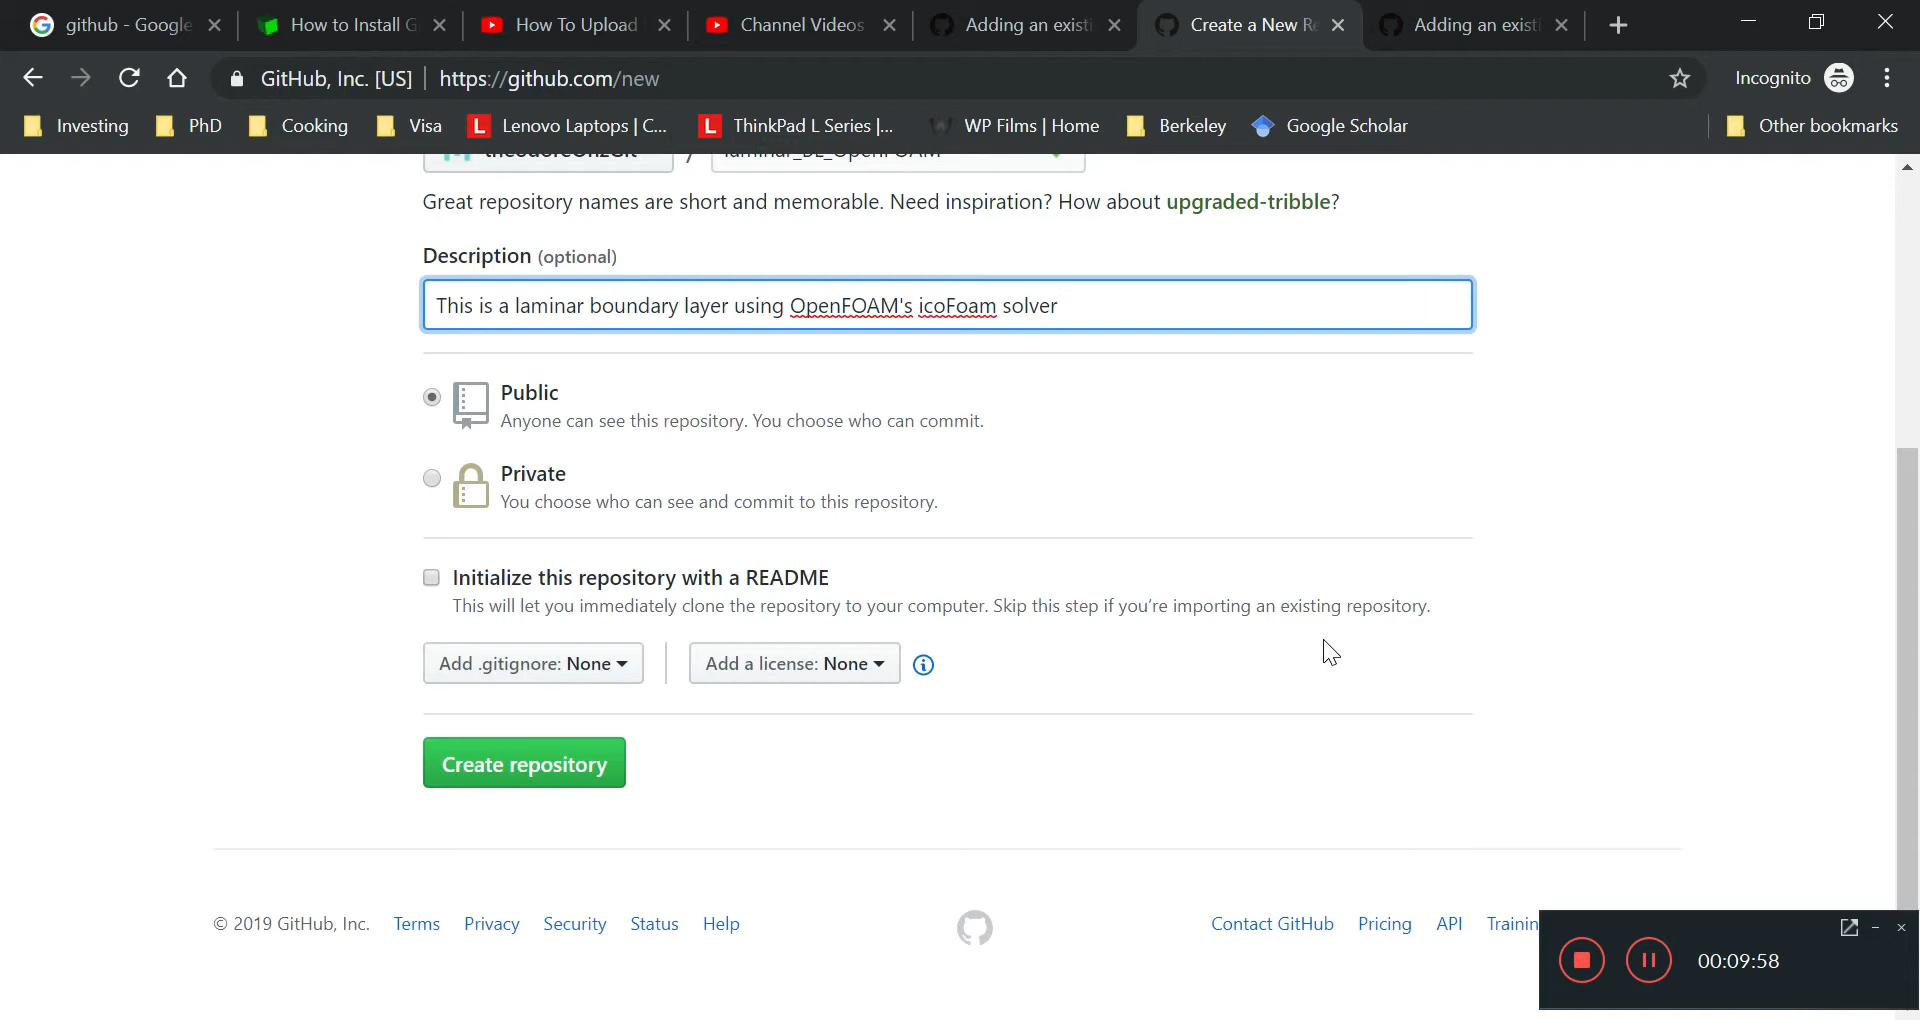 github - Google
How to Install G
How To Upload
Channel Videos
Adding an exist
Create a New R
Adding an exist
GitHub, Inc. [US] https://github.com/new
Incognito
Investing
PhD
Cooking
Visa
Lenovo Laptops | C...
ThinkPad L Series |...
WP Films | Home
Berkeley
Google Scholar
Other bookmarks
/
Great repository names are short and memorable. Need inspiration? How about upgraded-tribble?
Description (optional)
This is a laminar boundary layer using OpenFOAM's icoFoam solver
Public
Anyone can see this repository. You choose who can commit.
Private
You choose who can see and commit to this repository.
Initialize this repository with a README
This will let you immediately clone the repository to your computer. Skip this step if you're importing an existing repository.
Add .gitignore: None
Add a license: None
Create repository
© 2019 GitHub, Inc. Terms Privacy Security Status Help
Contact GitHub Pricing API Trainin
00:09:58